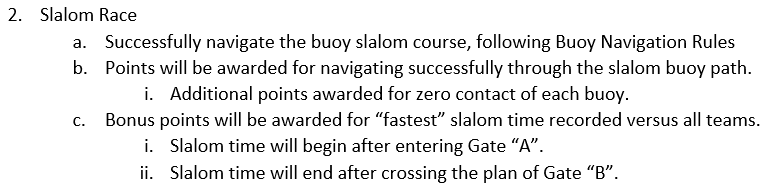 2. Slalom Race
a. Successfully navigate the buoy slalom course, following Buoy Navigation Rules
b. Points will be awarded for navigating successfully through the slalom buoy path.
i. Additional points awarded for zero contact of each buoy.
c. Bonus points will be awarded for “fastest” slalom time recorded versus all teams.
i. Slalom time will begin after entering Gate “A”.
ii. Slalom time will end after crossing the plan of Gate “B”.